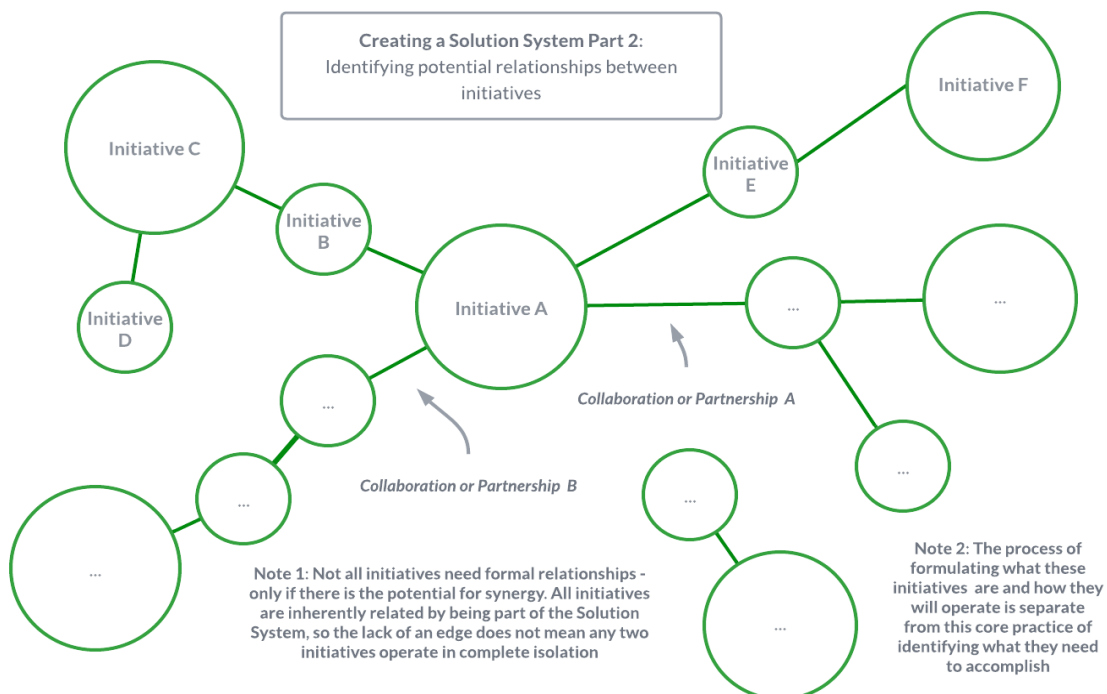 Creating a Solution System Part 2:
Identifying potential relationships between
initiatives
Initiative F
Initiative C
Initiative
E
Initiative
B
Initiative A
Initiative
D
...
...
...
Collaboration or Partnership A
...
...
Collaboration or Partnership B
...
...
...
...
Note 1: Not all initiatives need formal relationships -
only if there is the potential for synergy. All initiatives
are inherently related by being part of the Solution
System, so the lack of an edge does not mean any two
initiatives operate in complete isolation
Note 2: The process of
formulating what these
initiatives are and how they
will operate is separate
from this core practice of
identifying what they need
to accomplish